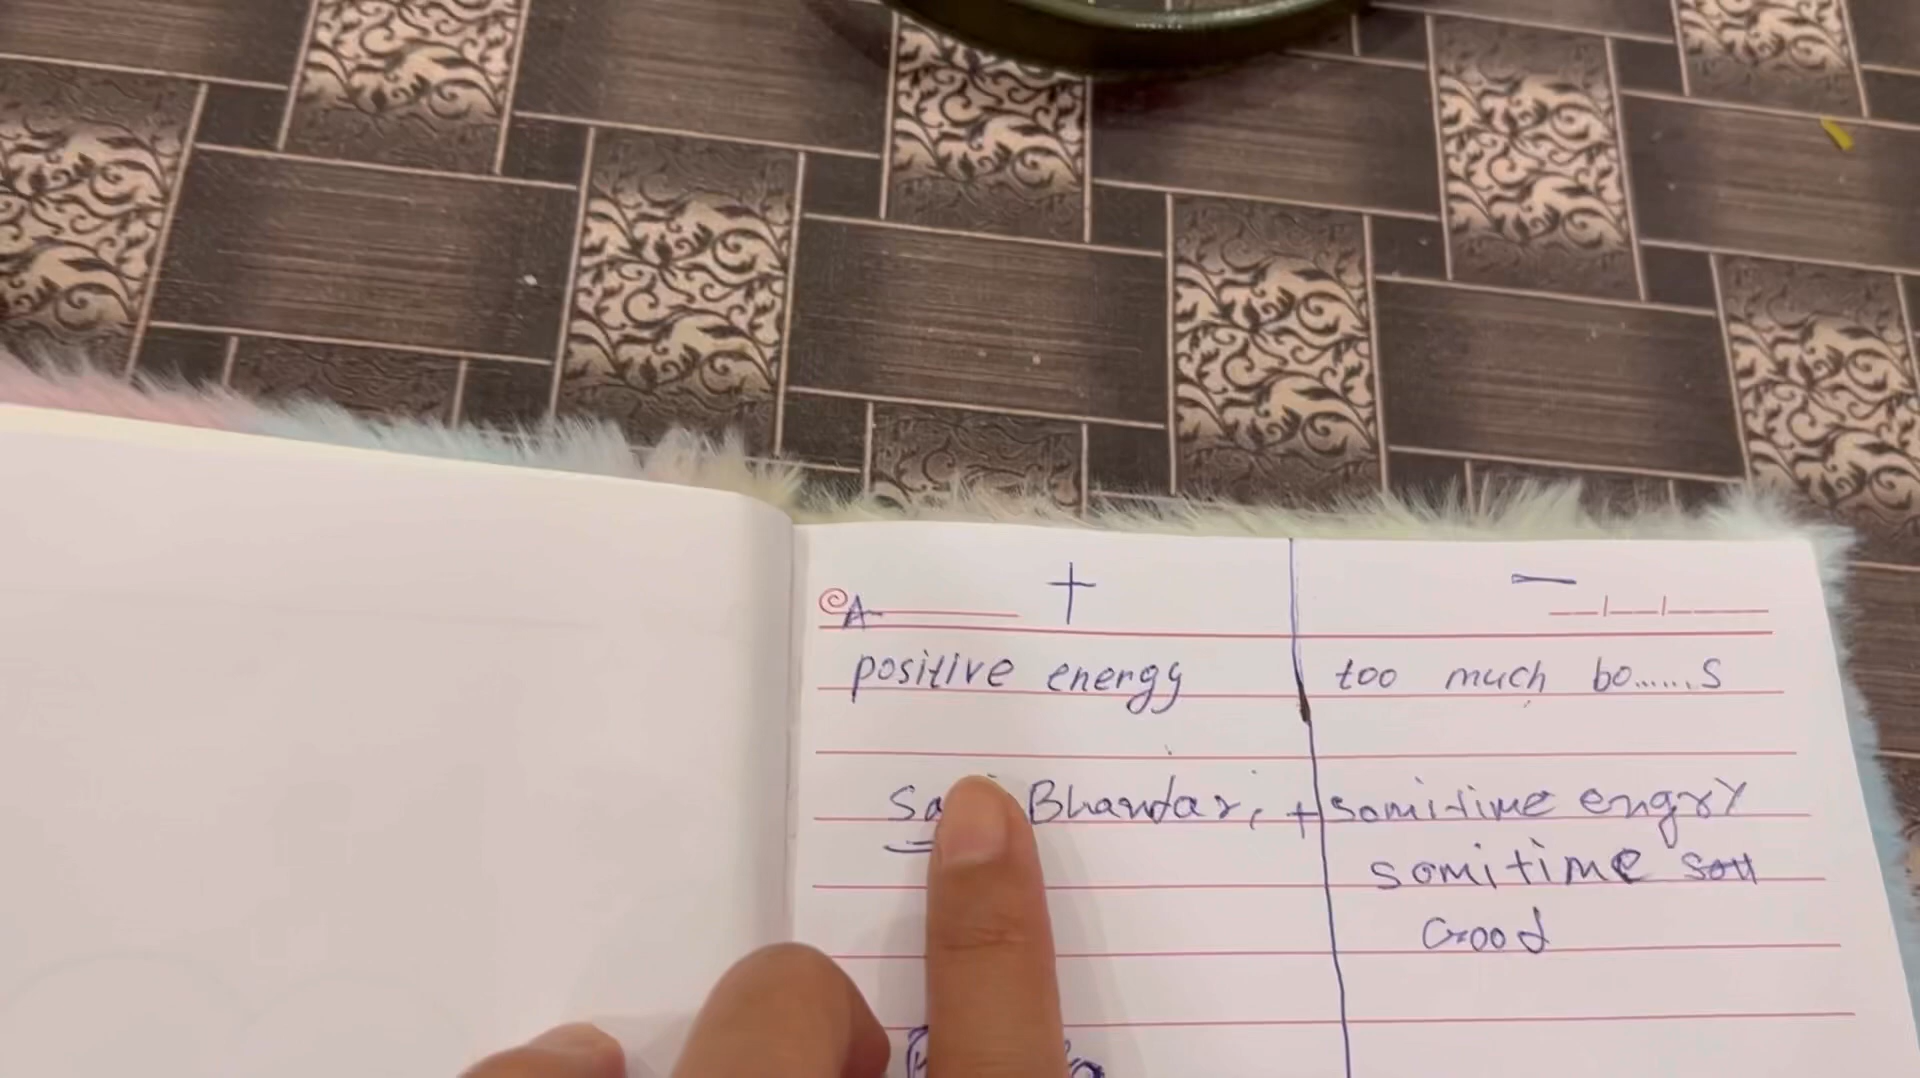 A + —
positive energy too much bo......s
Bhandari + somitime engry
somitime
Good